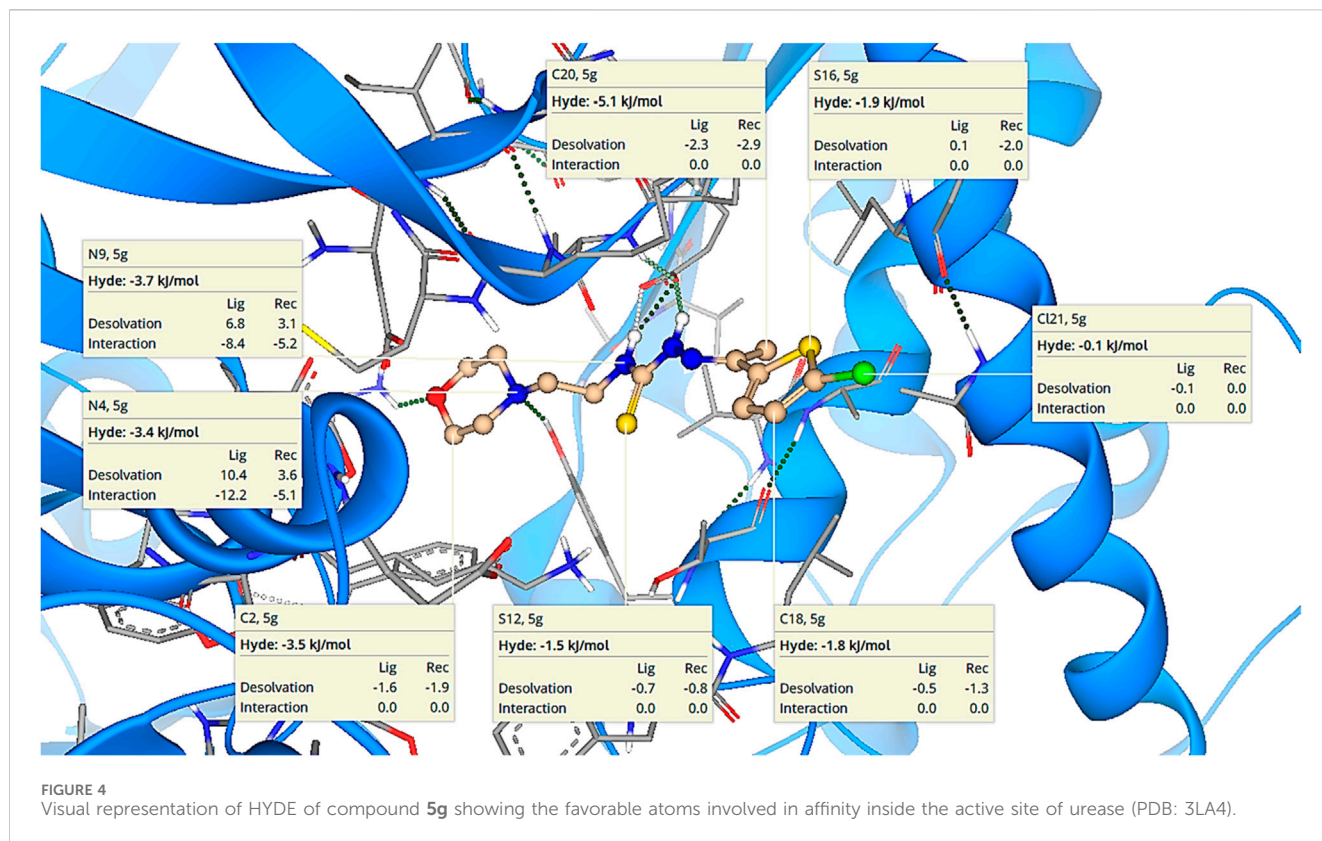 C20, 5g
Hyde: -5.1 kJ/mol
Lig Rec
Desolvation -2.3 -2.9
Interaction 0.0 0.0
S16, 5g
Hyde: -1.9 kJ/mol
Lig Rec
Desolvation 0.1 -2.0
Interaction 0.0 0.0
N9, 5g
Hyde: -3.7 kJ/mol
Lig Rec
Desolvation 6.8 3.1
Interaction -8.4 -5.2
Cl21, 5g
Hyde: -0.1 kJ/mol
Lig Rec
Desolvation -0.1 0.0
Interaction 0.0 0.0
N4, 5g
Hyde: -3.4 kJ/mol
Lig Rec
Desolvation 10.4 3.6
Interaction -12.2 -5.1
C2, 5g
Hyde: -3.5 kJ/mol
Lig Rec
Desolvation -1.6 -1.9
Interaction 0.0 0.0
S12, 5g
Hyde: -1.5 kJ/mol
Lig Rec
Desolvation -0.7 -0.8
Interaction 0.0 0.0
C18, 5g
Hyde: -1.8 kJ/mol
Lig Rec
Desolvation -0.5 -1.3
Interaction 0.0 0.0
FIGURE 4
Visual representation of HYDE of compound 5g showing the favorable atoms involved in affinity inside the active site of urease (PDB: 3LA4).